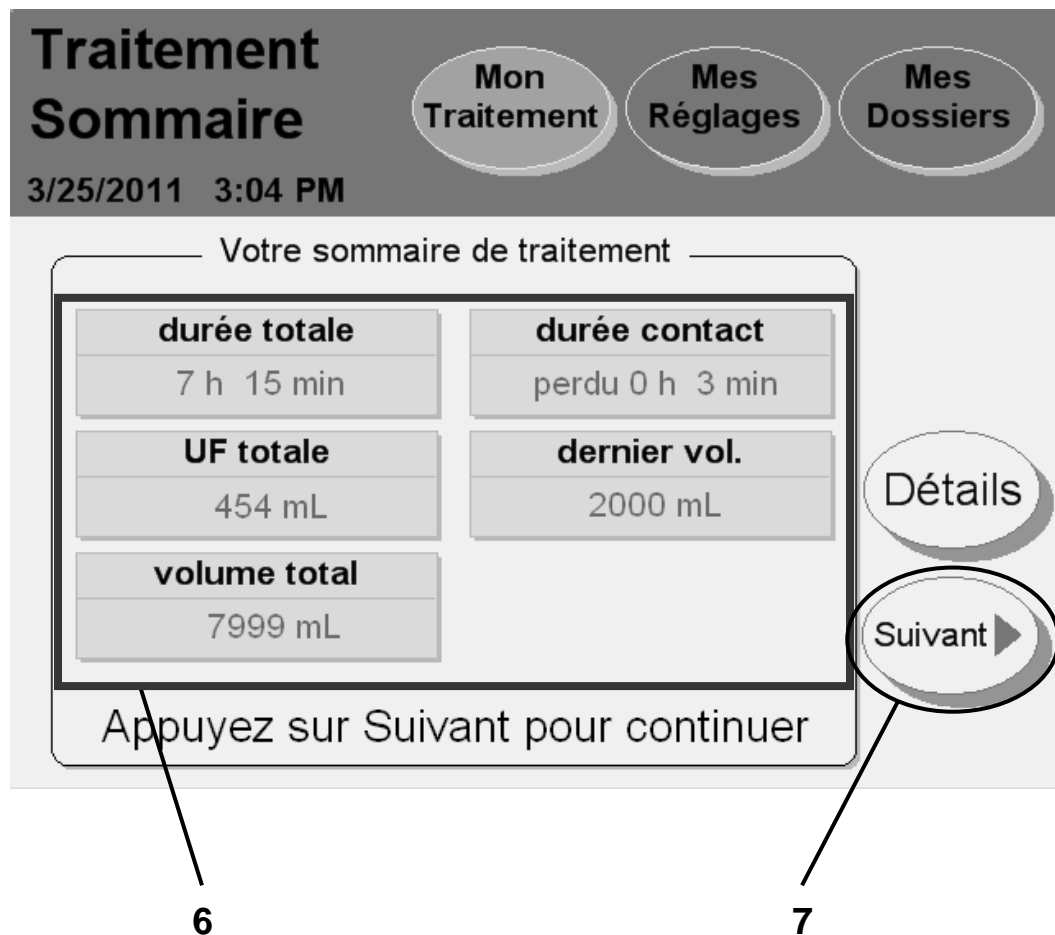 Traitement
Sommaire
3/25/2011 3:04 PM
Mon
Traitement
Mes
Réglages
Mes
Dossiers
Votre sommaire de traitement
durée totale
7 h 15 min
durée contact
perdu 0 h 3 min
UF totale
454 mL
dernier vol.
2000 mL
volume total
7999 mL
Détails
Suivant
Appuyez sur Suivant pour continuer
6
7